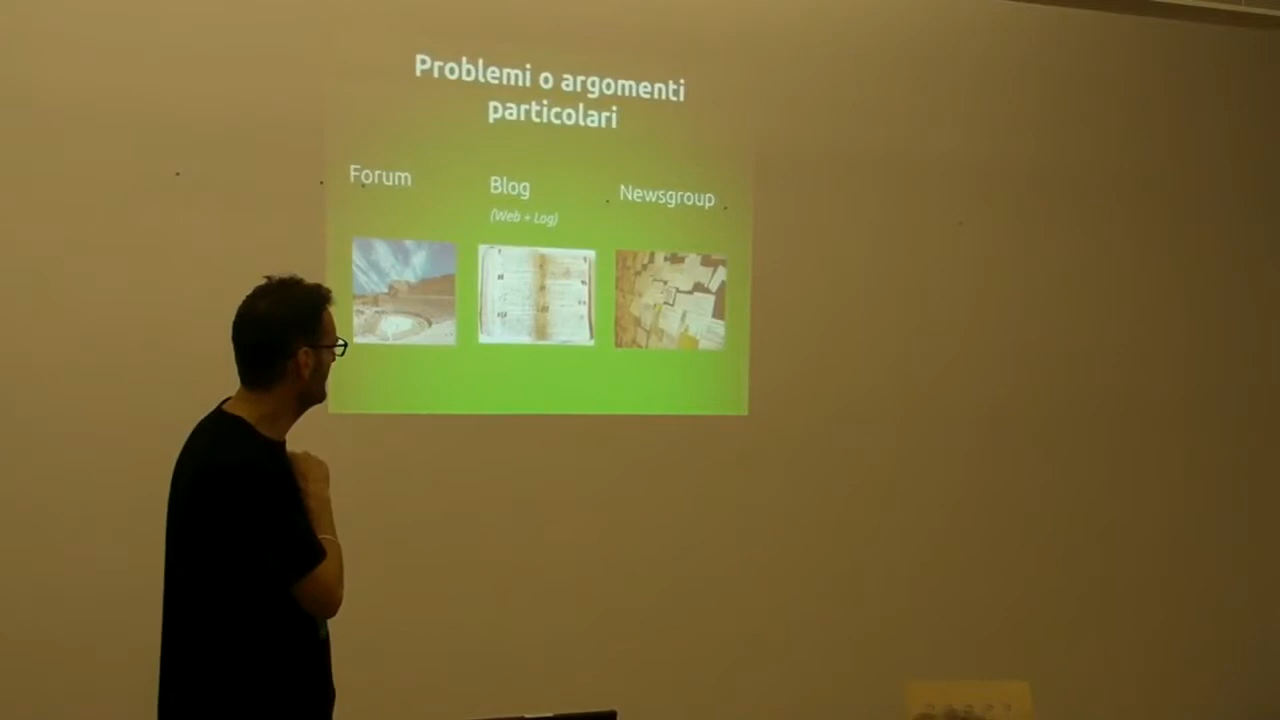 Problemi o argomenti
particolari
Forum
Blog
Newsgroup
(Web + Log)